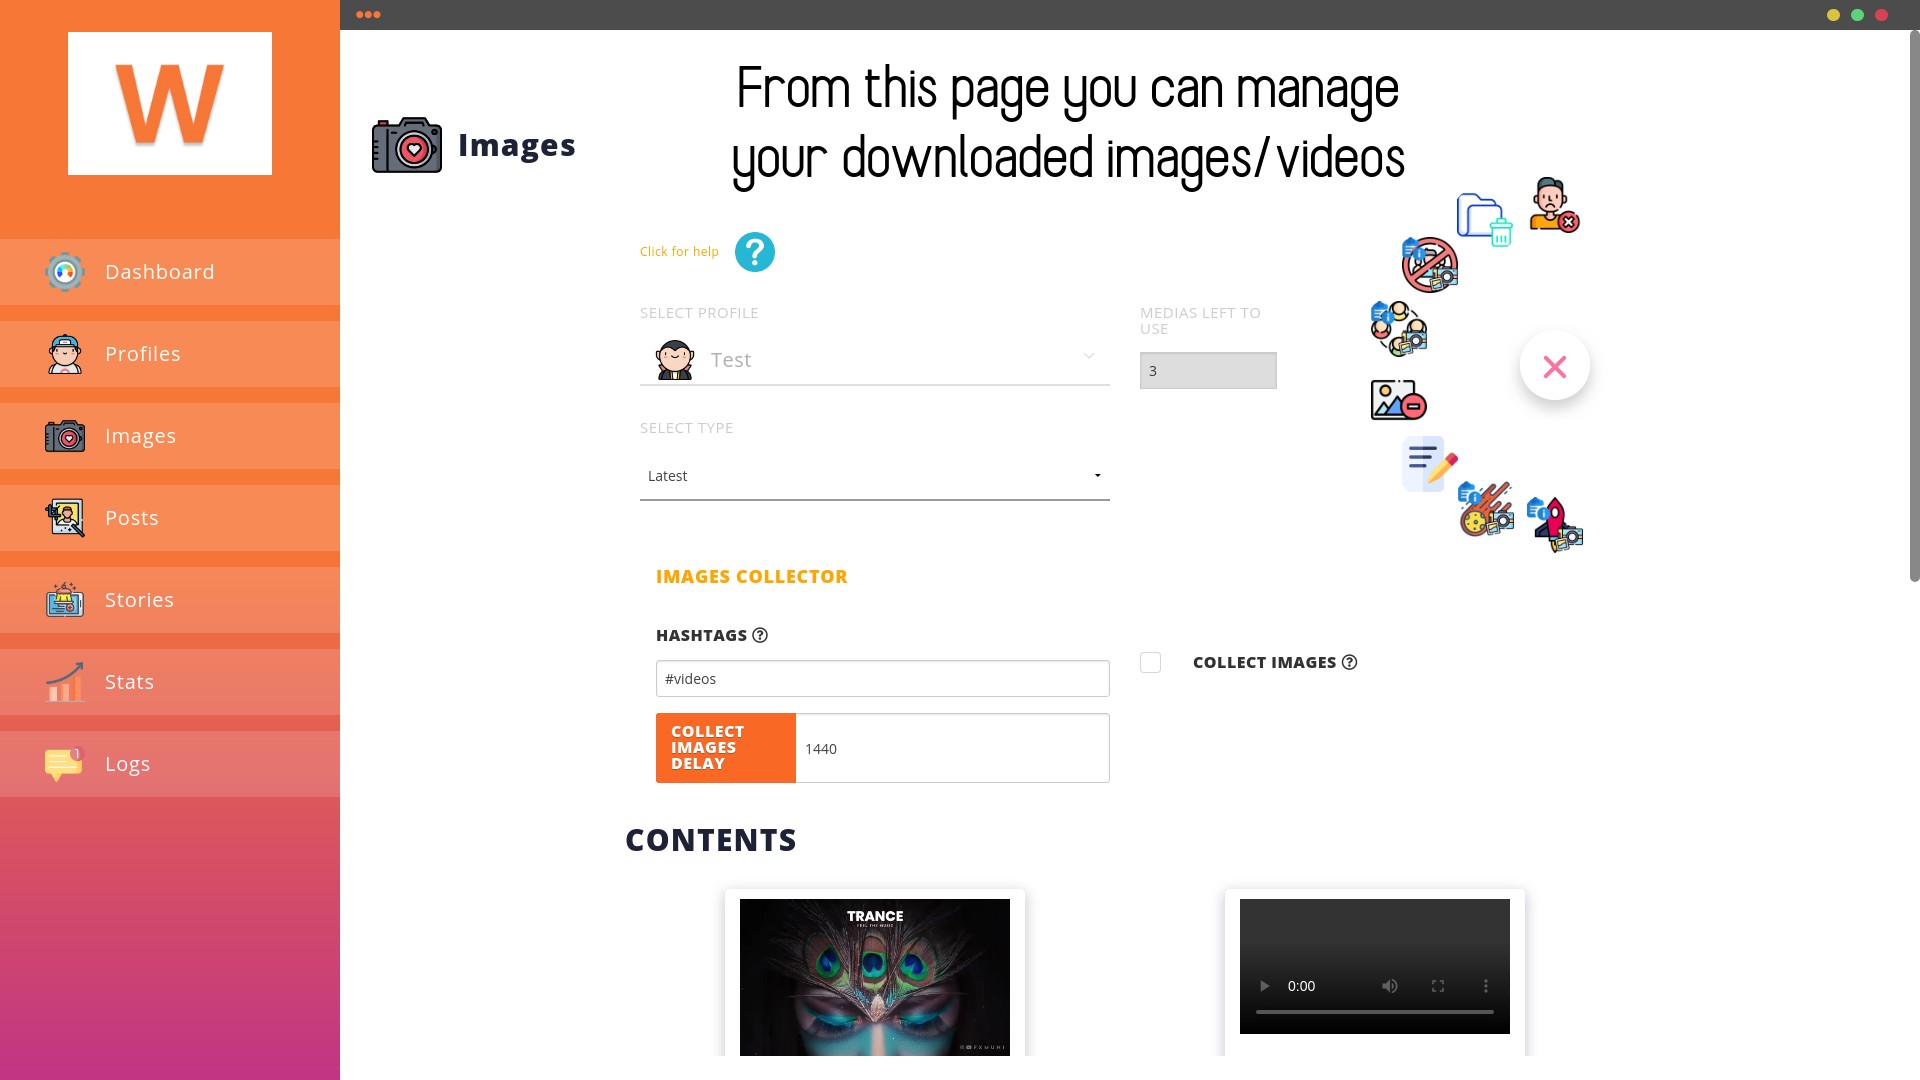 W
From this page you can manage
your downloaded images/videos
Images
Dashboard
Profiles
Images
Posts
Stories
Stats
1
Logs
Click for help
?
SELECT PROFILE
Test
MEDIAS LEFT TO
USE
3
SELECT TYPE
Latest
IMAGES COLLECTOR
HASHTAGS ?
#videos
COLLECT IMAGES ?
COLLECT
IMAGES
DELAY
1440
CONTENTS
TRANCE
FEEL THE MUSIC
0:00